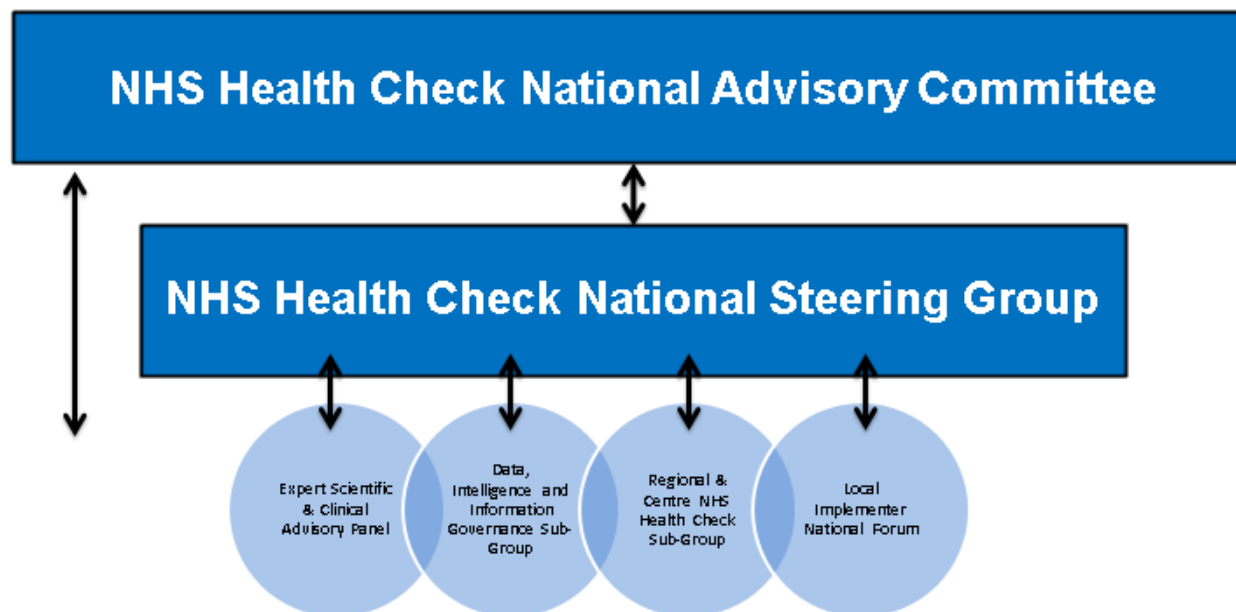 NHS Health Check National Advisory Committee
NHS Health Check National Steering Group
Expert Scientific
& Clinical
Advisory Panel
Data,
Intelligence and
Information
Governance Sub-
Group
Regional &
Centre NHS
Health Check
Sub-Group
Local
Implementer
National Forum